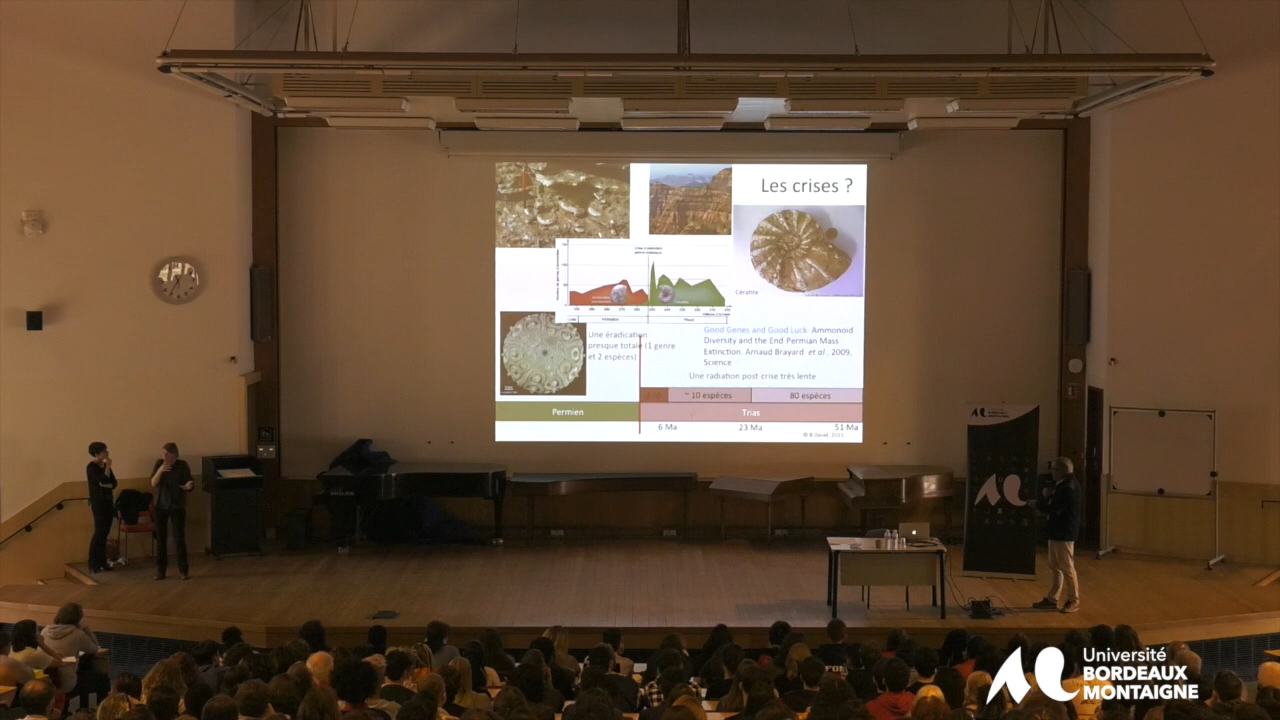 Les crises ?
Cératite
Une éradication
presque totale (1 genre
et 2 espèces)
Good Genes and Good Luck: Ammonoid
Diversity and the End-Permian Mass
Extinction. Arnaud Brayard et al., 2009,
Science
Une radiation post-crise très lente
~ 10 espèces
80 espèces
Permien
Trias
6 Ma
23 Ma
51 Ma
Université
BORDEAUX
MONTAIGNE